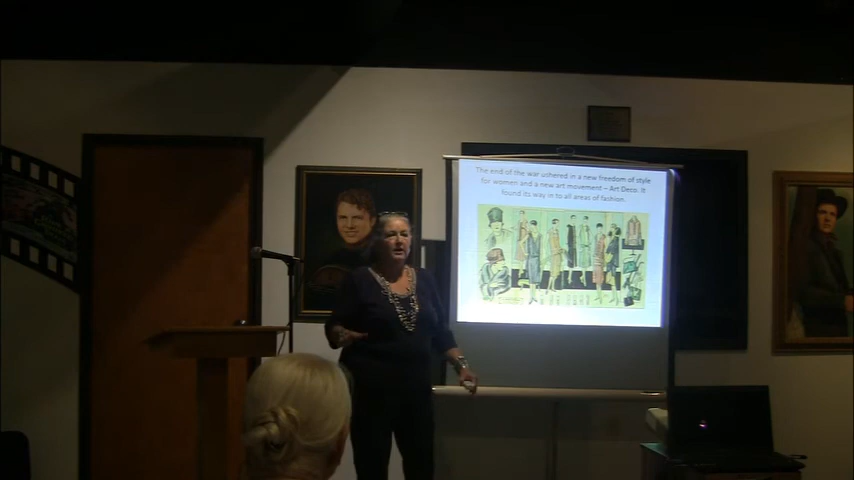 The end of the war ushered in a new freedom of style
for women and a new art movement – Art Deco. It
found its way in to all areas of fashion.